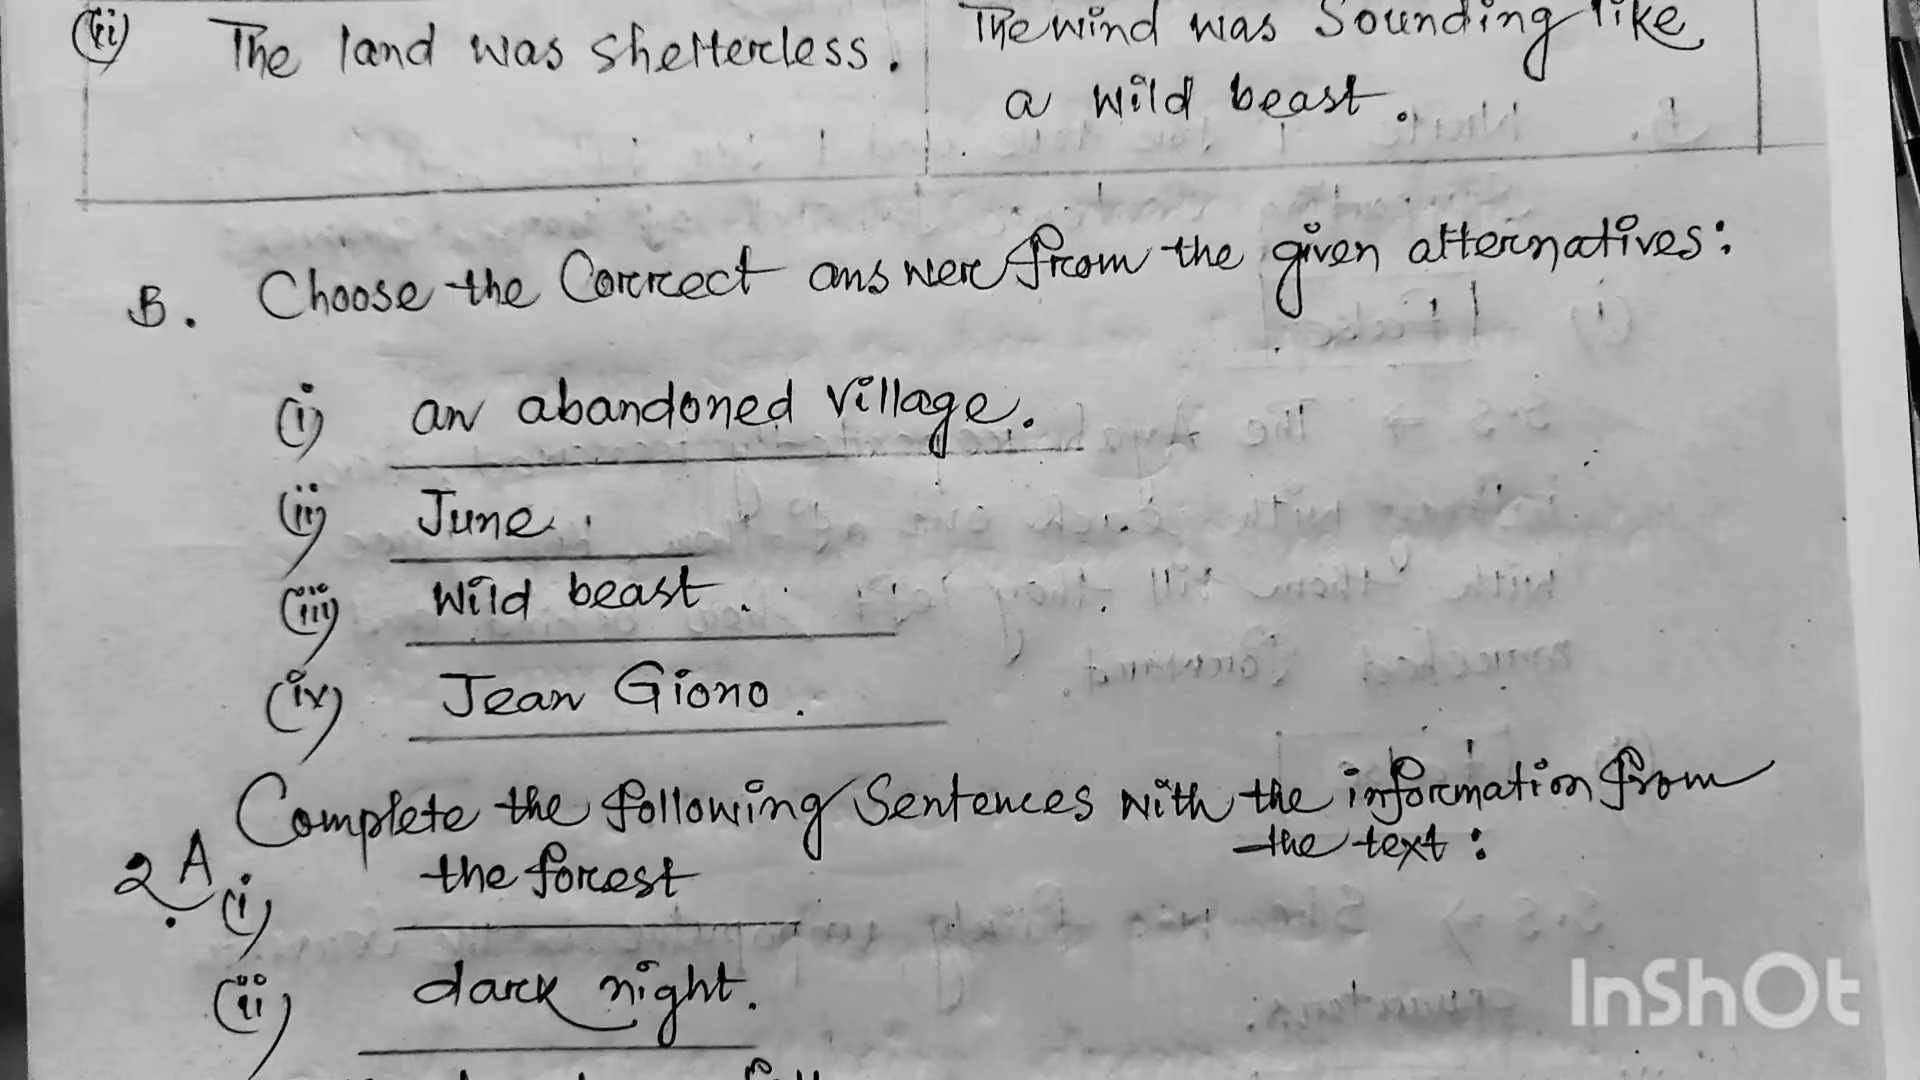 (ii) The land was shelterless. The wind was sounding like
a wild beast.
B. Choose the Correct answer from the given alternatives:
(i) an abandoned village.
(ii) June.
(iii) Wild beast.
(iv) Jean Giono.
Complete the following Sentences with the information from
the text:
2A. (i) the forest
(ii) dark night.
InShOt